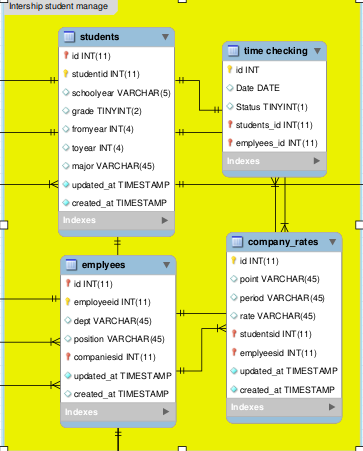 Intership student manage
students
id INT(11)
studentid INT(11)
schoolyear VARCHAR(5)
grade TINYINT(2)
fromyear INT(4)
toyear INT(4)
major VARCHAR(45)
updated_at TIMESTAMP
created_at TIMESTAMP
Indexes
time checking
id INT
Date DATE
Status TINYINT(1)
students_id INT(11)
emplyees_id INT(11)
Indexes
emplyees
id INT(11)
employeeid INT(11)
dept VARCHAR(45)
position VARCHAR(45)
companiesid INT(11)
updated_at TIMESTAMP
created_at TIMESTAMP
Indexes
company_rates
id INT(11)
point VARCHAR(45)
period VARCHAR(45)
rate VARCHAR(45)
studentsid INT(11)
emplyeesid INT(11)
updated_at TIMESTAMP
created_at TIMESTAMP
Indexes